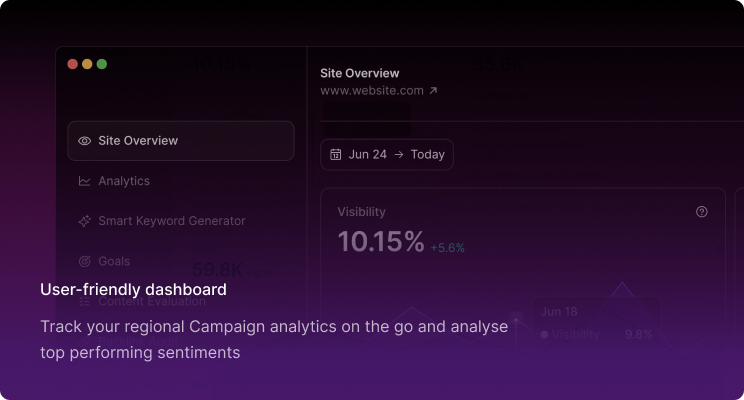 Site Overview
www.website.com
Site Overview
Jun 24 → Today
Analytics
Smart Keyword Generator
Visibility
10.15% +5.6%
Goals
59.8K
User-friendly dashboard
Content Evaluation
Jun 18
Visibility 9.8%
Track your regional Campaign analytics on the go and analyse
top performing sentiments